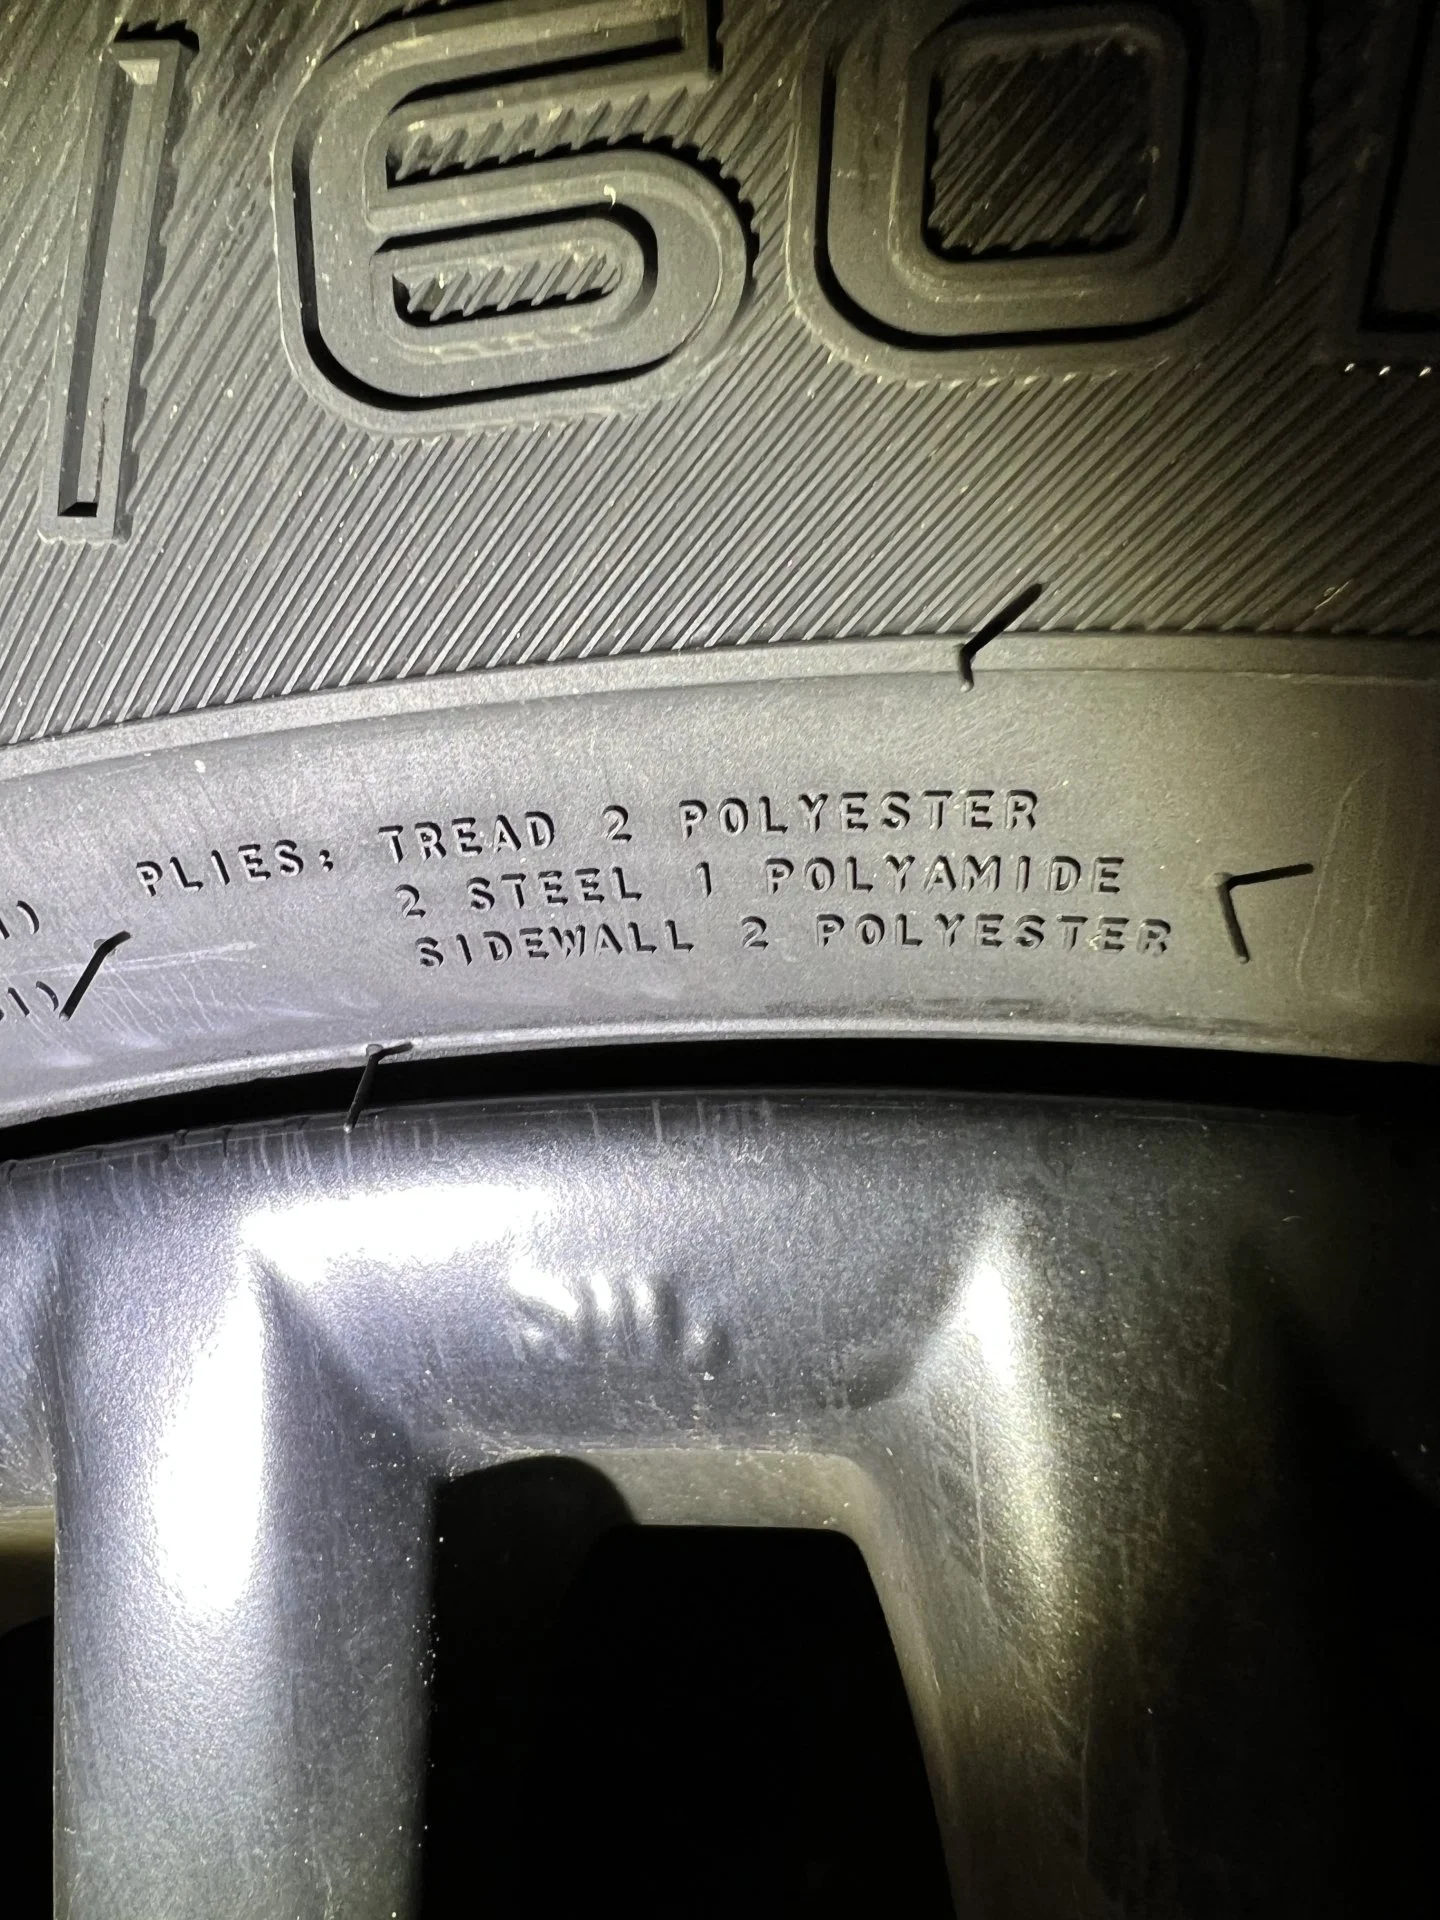 /60
PLIES: TREAD 2 POLYESTER
2 STEEL 1 POLYAMIDE
SIDEWALL 2 POLYESTER